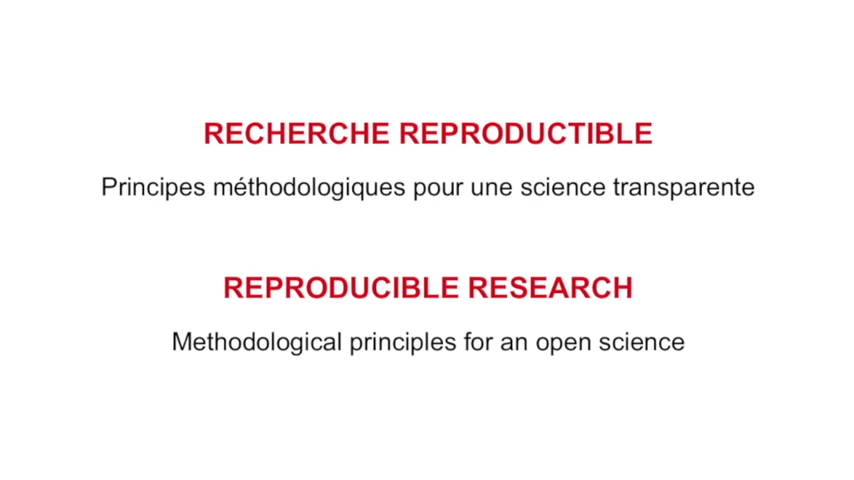 RECHERCHE REPRODUCTIBLE
Principes méthodologiques pour une science transparente
REPRODUCIBLE RESEARCH
Methodological principles for an open science